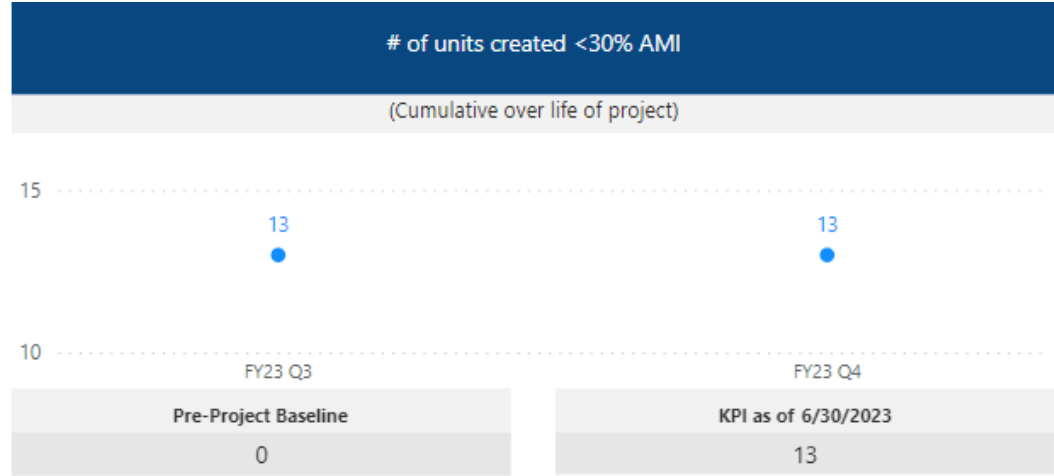 # of units created <30% AMI
(Cumulative over life of project)
15
13 13
10
FY23 Q3 FY23 Q4
Pre-Project Baseline KPI as of 6/30/2023
0 13